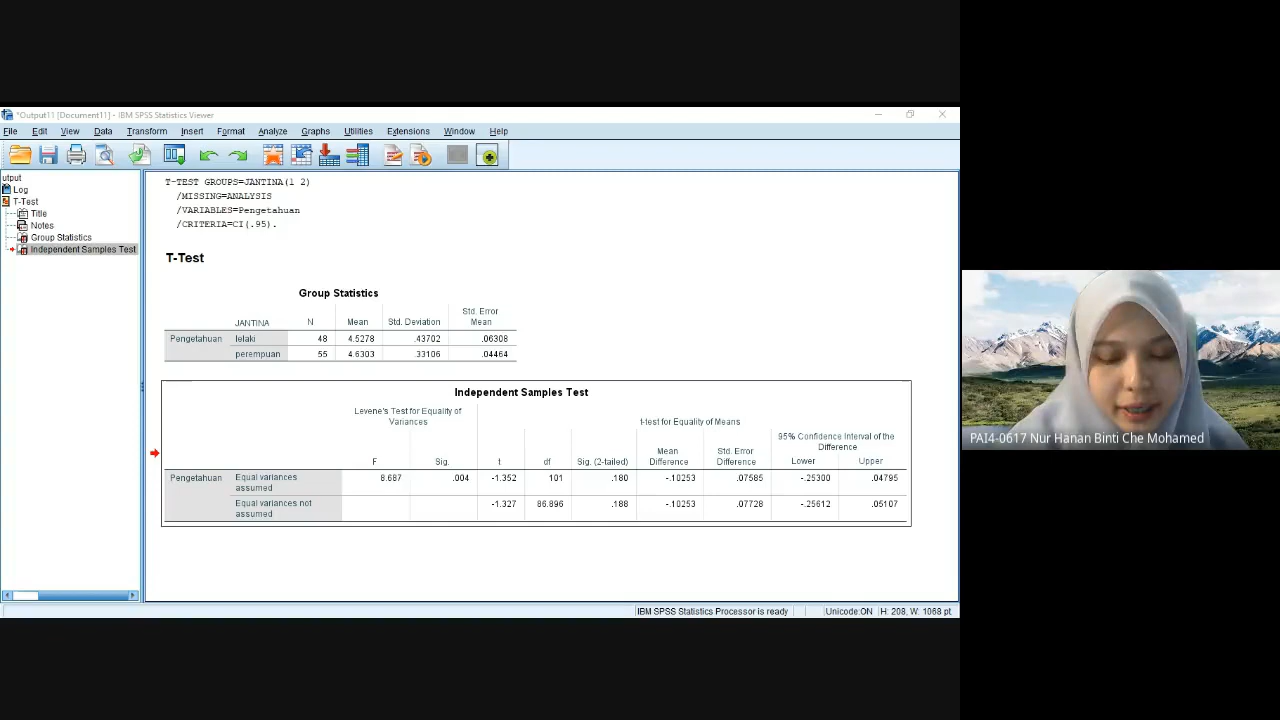 *Output11 [Document11] - IBM SPSS Statistics Viewer
File Edit View Data Transform Insert Format Analyze Graphs Utilities Extensions Window Help
utput
Log
T-Test
Title
Notes
Group Statistics
Independent Samples Test
T-TEST GROUPS=JANTINA(1 2)
/MISSING=ANALYSIS
/VARIABLES=Pengetahuan
/CRITERIA=CI(.95).
T-Test
Group Statistics
JANTINA N Mean Std. Deviation Std. Error Mean
Pengetahuan lelaki 48 4.5278 .43702 .06308
perempuan 55 4.6303 .33106 .04464
Independent Samples Test
Levene's Test for Equality of Variances t-test for Equality of Means
95% Confidence Interval of the Difference
F Sig. t df Sig. (2-tailed) Mean Difference Std. Error Difference Lower Upper
Pengetahuan Equal variances assumed 8.687 .004 -1.352 101 .180 -.10253 .07585 -.25300 .04795
Equal variances not assumed -1.327 86.896 .188 -.10253 .07728 -.25612 .05107
IBM SPSS Statistics Processor is ready Unicode:ON H: 208, W: 1068 pt
PAI4-0617 Nur Hanan Binti Che Mohamed